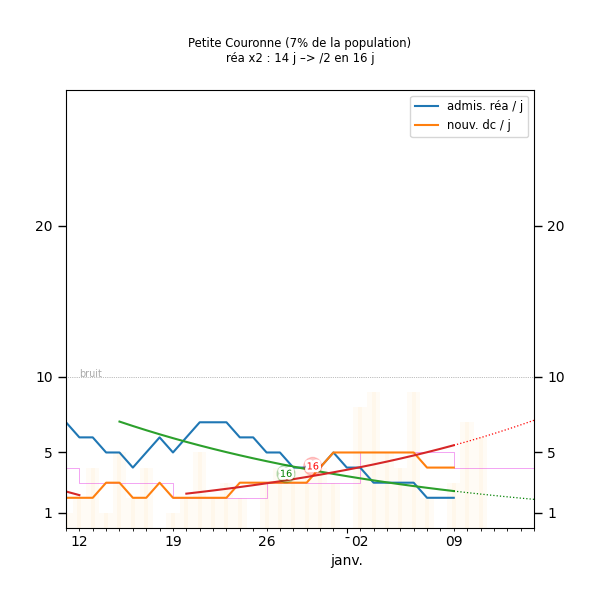 Petite Couronne (7% de la population)
réa x2 : 14 j –> /2 en 16 j
admis. réa / j
nouv. dc / j
20 20
bruit
10 10
16
16
5 5
1 1
12 19 26 02 09
janv.